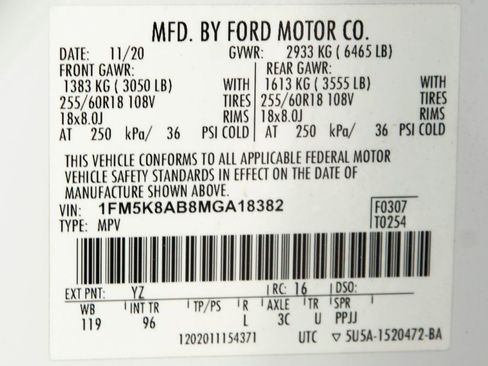 MFD. BY FORD MOTOR CO.
DATE: 11/20 GVWR: 2933 KG ( 6465 LB)
FRONT GAWR: REAR GAWR:
1383 KG ( 3050 LB) WITH 1613 KG ( 3555 LB) WITH
255/60R18 108V TIRES 255/60R18 108V TIRES
18x8.0J RIMS 18x8.0J RIMS
AT 250 kPa/ 36 PSI COLD AT 250 kPa/ 36 PSI COLD
THIS VEHICLE CONFORMS TO ALL APPLICABLE FEDERAL MOTOR
VEHICLE SAFETY STANDARDS IN EFFECT ON THE DATE OF
MANUFACTURE SHOWN ABOVE.
VIN: 1FM5K8AB8MGA18382 F0307
TYPE: MPV T0254
EXT PNT: YZ RC: 16 DSO:
WB INT TR TP/PS R AXLE TR SPR
119 96 L 3C U PPJJ
1202011154371 UTC ▽ 5U5A-1520472-BA